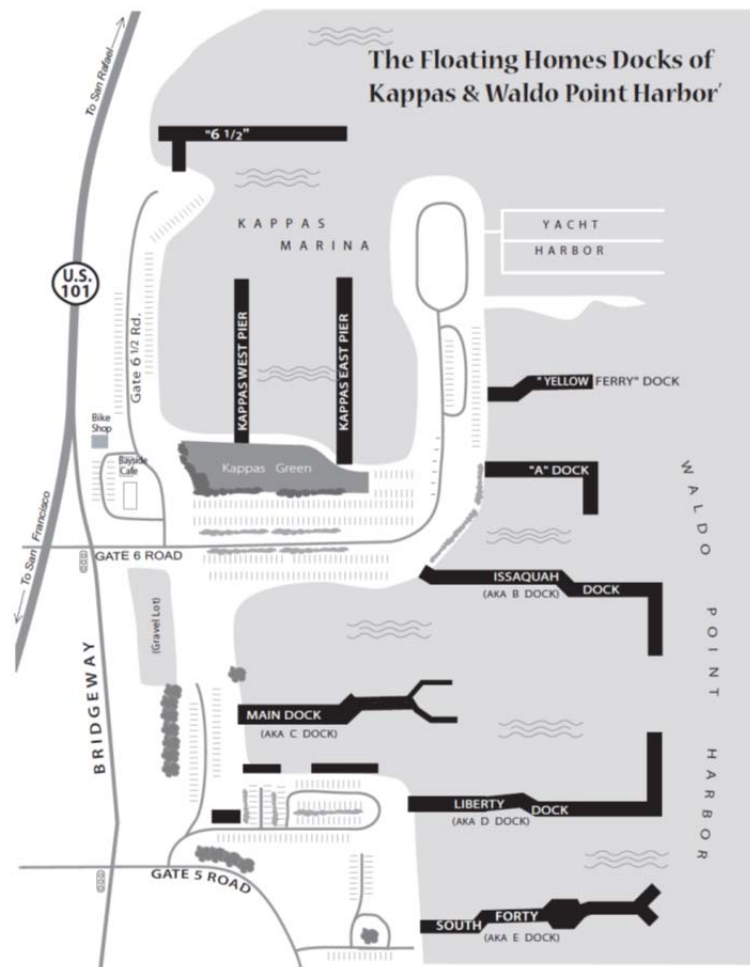 The Floating Homes Docks of
Kappas & Waldo Point Harbor'
To San Rafael
"6 1/2"
KAPPAS
MARINA
YACHT
HARBOR
U.S.
101
Gate 6 1/2 Rd.
KAPPAS WEST PIER
KAPPAS EAST PIER
"YELLOW FERRY" DOCK
Bike
Shop
Bayside
Cafe
Kappas Green
"A" DOCK
To San Francisco
GATE 6 ROAD
ISSAQUAH
DOCK
(AKA B DOCK)
(Gravel Lot)
BRIDGEWAY
MAIN DOCK
(AKA C DOCK)
LIBERTY
DOCK
(AKA D DOCK)
GATE 5 ROAD
SOUTH FORTY
(AKA E DOCK)
WALDO POINT HARBOR